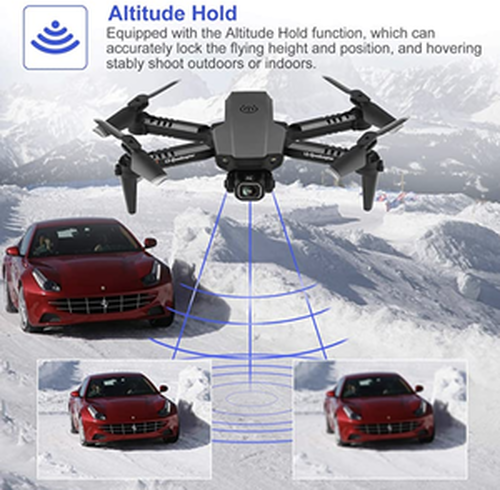 Altitude Hold
Equipped with the Altitude Hold function, which can
accurately lock the flying height and position, and hovering
stably shoot outdoors or indoors.